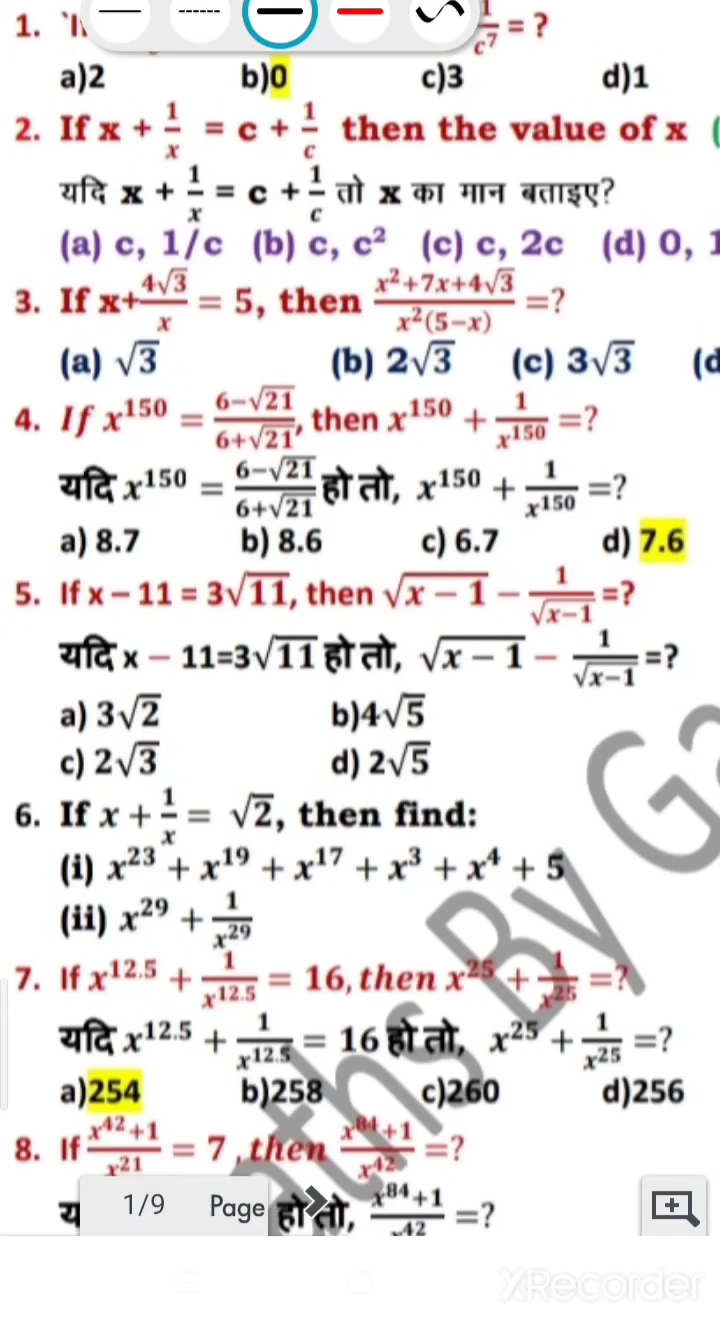 1. 1/c⁷ = ?
a)2 b)0 c)3 d)1
2. If x + 1/x = c + 1/c then the value of x (
यदि x + 1/x = c + 1/c तो x का मान बताइए?
(a) c, 1/c (b) c, c² (c) c, 2c (d) 0, 1
3. If x+4√3/x = 5, then x²+7x+4√3/x²(5−x) =?
(a) √3 (b) 2√3 (c) 3√3 (d
4. If x¹⁵⁰ = 6−√21/6+√21, then x¹⁵⁰ + 1/x¹⁵⁰ =?
यदि x¹⁵⁰ = 6−√21/6+√21 हो तो, x¹⁵⁰ + 1/x¹⁵⁰ =?
a) 8.7 b) 8.6 c) 6.7 d) 7.6
5. If x – 11 = 3√11, then √x − 1 − 1/√x−1 =?
यदि x – 11=3√11 हो तो, √x − 1 − 1/√x−1 =?
a) 3√2 b)4√5
c) 2√3 d) 2√5
6. If x + 1/x = √2, then find:
(i) x²³ + x¹⁹ + x¹⁷ + x³ + x⁴ + 5
(ii) x²⁹ + 1/x²⁹
7. If x¹²·⁵ + 1/x¹²·⁵ = 16, then x²⁵ + 1/x²⁵ =?
यदि x¹²·⁵ + 1/x¹²·⁵ = 16 हो तो, x²⁵ + 1/x²⁵ =?
a)254 b)258 c)260 d)256
8. If x⁴²+1/x²¹ = 7 , then x⁸⁴+1/x⁴² =?
हो तो, x⁸⁴+1/x⁴² =?
1/9 Page
aths By Ga
XRecorder